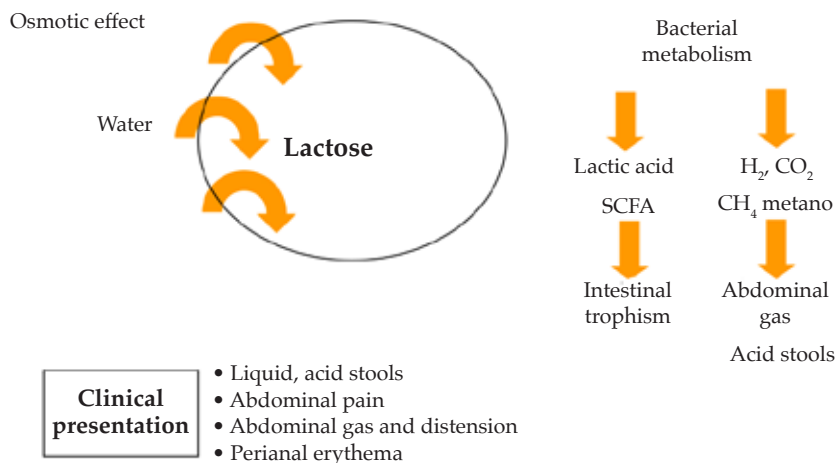 Osmotic effect
Water
Lactose
Bacterial
metabolism
Lactic acid
SCFA
H₂, CO₂
CH₄ metano
Intestinal
trophism
Abdominal
gas
Acid stools
Clinical
presentation
• Liquid, acid stools
• Abdominal pain
• Abdominal gas and distension
• Perianal erythema